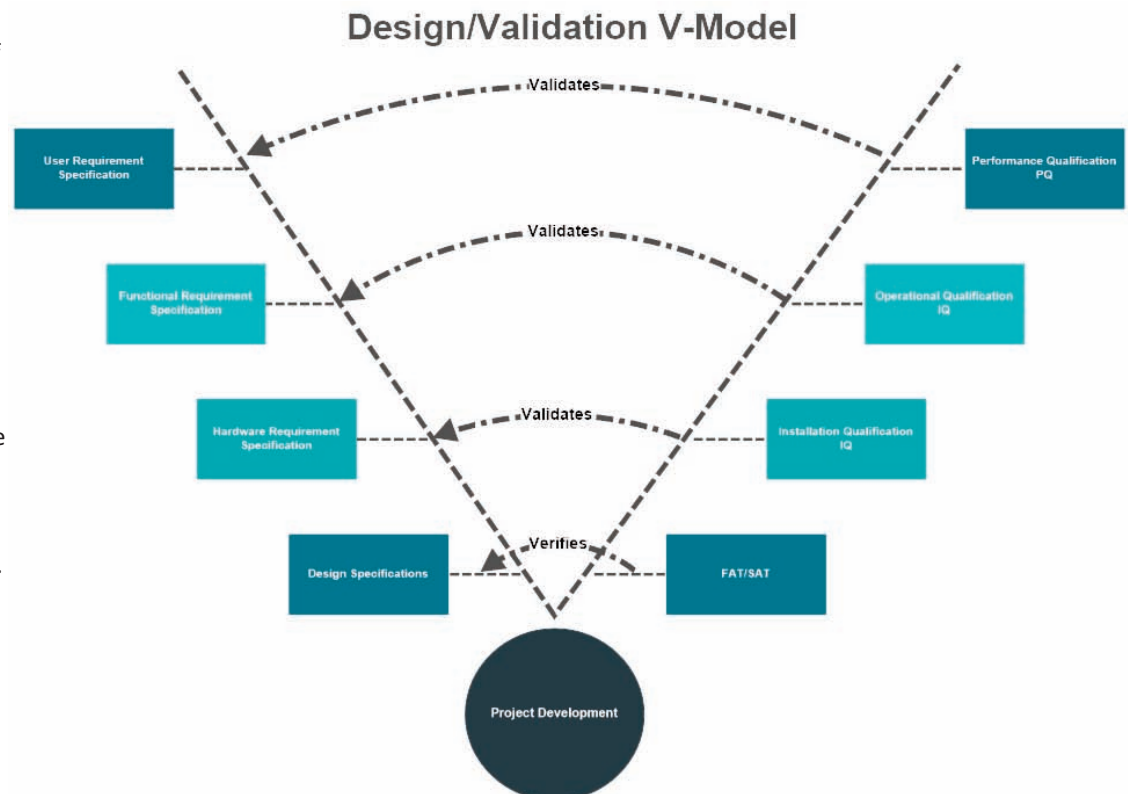 Design/Validation V-Model
Validates
User Requirement
Specification
Performance Qualification
PQ
Validates
Functional Requirement
Specification
Operational Qualification
IQ
e
Validates
Hardware Requirement
Specification
Installation Qualification
IQ
Verifies
Design Specifications
FAT/SAT
Project Development